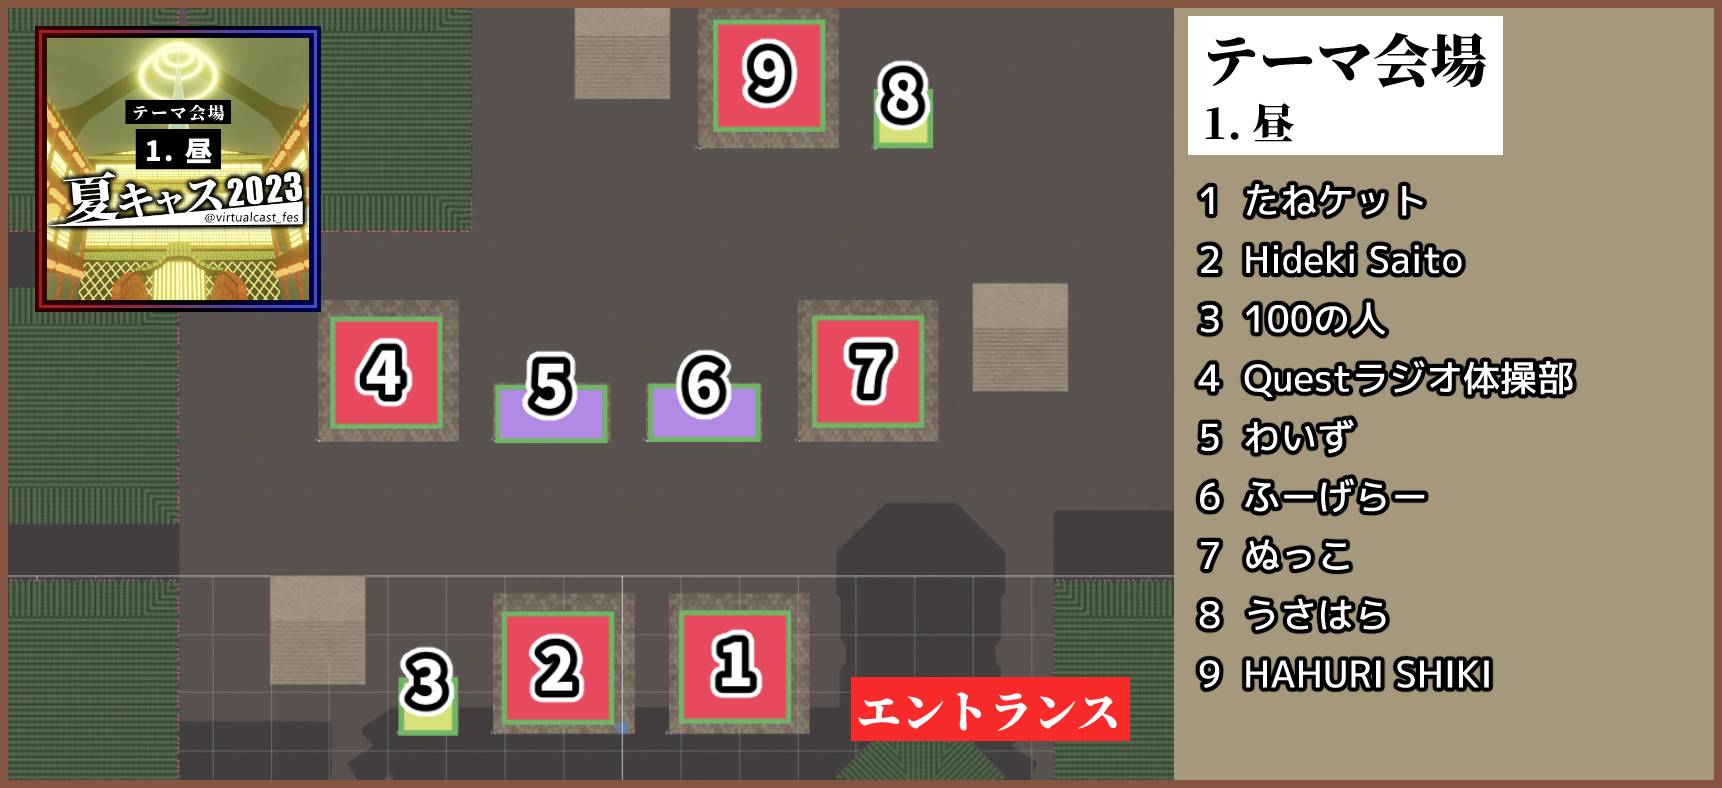 テーマ会場
1. 昼
夏キャス2023
@virtualcast_fes
9
8
4
5
6
7
3
2
1
エントランス
テーマ会場
1. 昼
1 たねケット
2 Hideki Saito
3 100の人
4 Questラジオ体操部
5 わいず
6 ふーげらー
7 ぬっこ
8 うさはら
9 HAHURI SHIKI